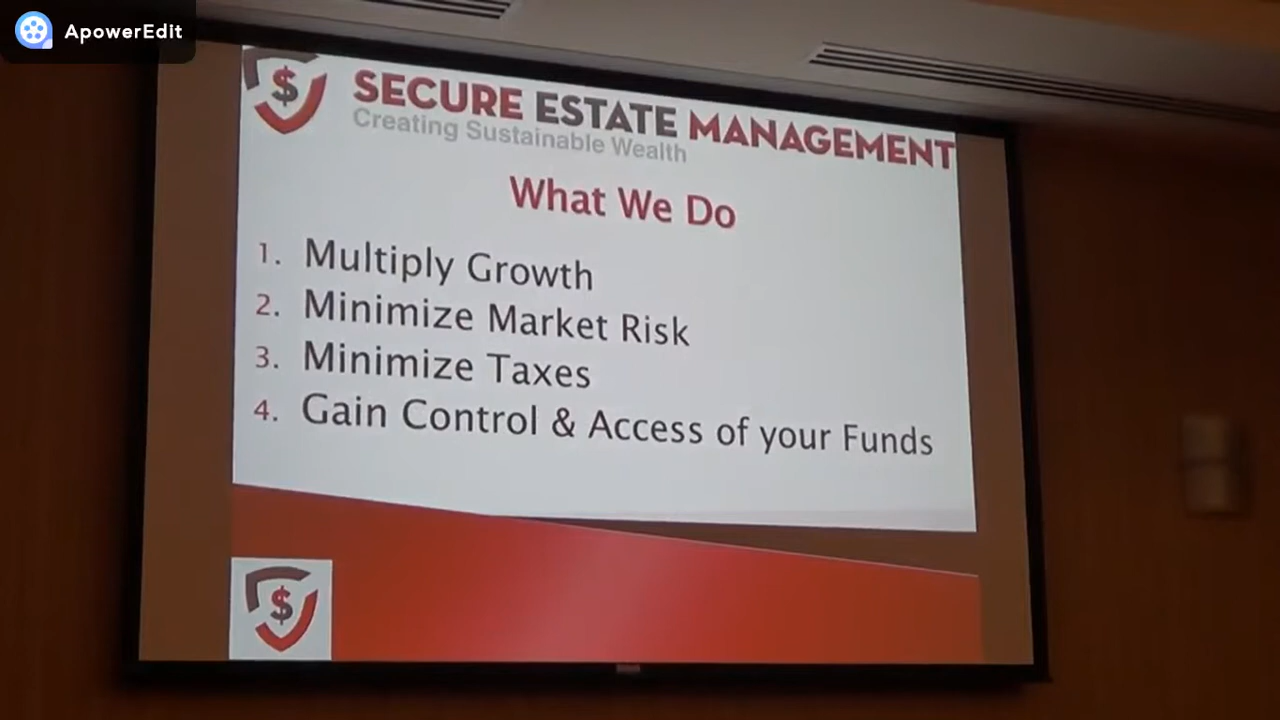 ApowerEdit
$
SECURE ESTATE MANAGEMENT
Creating Sustainable Wealth
What We Do
1. Multiply Growth
2. Minimize Market Risk
3. Minimize Taxes
4. Gain Control & Access of your Funds
$